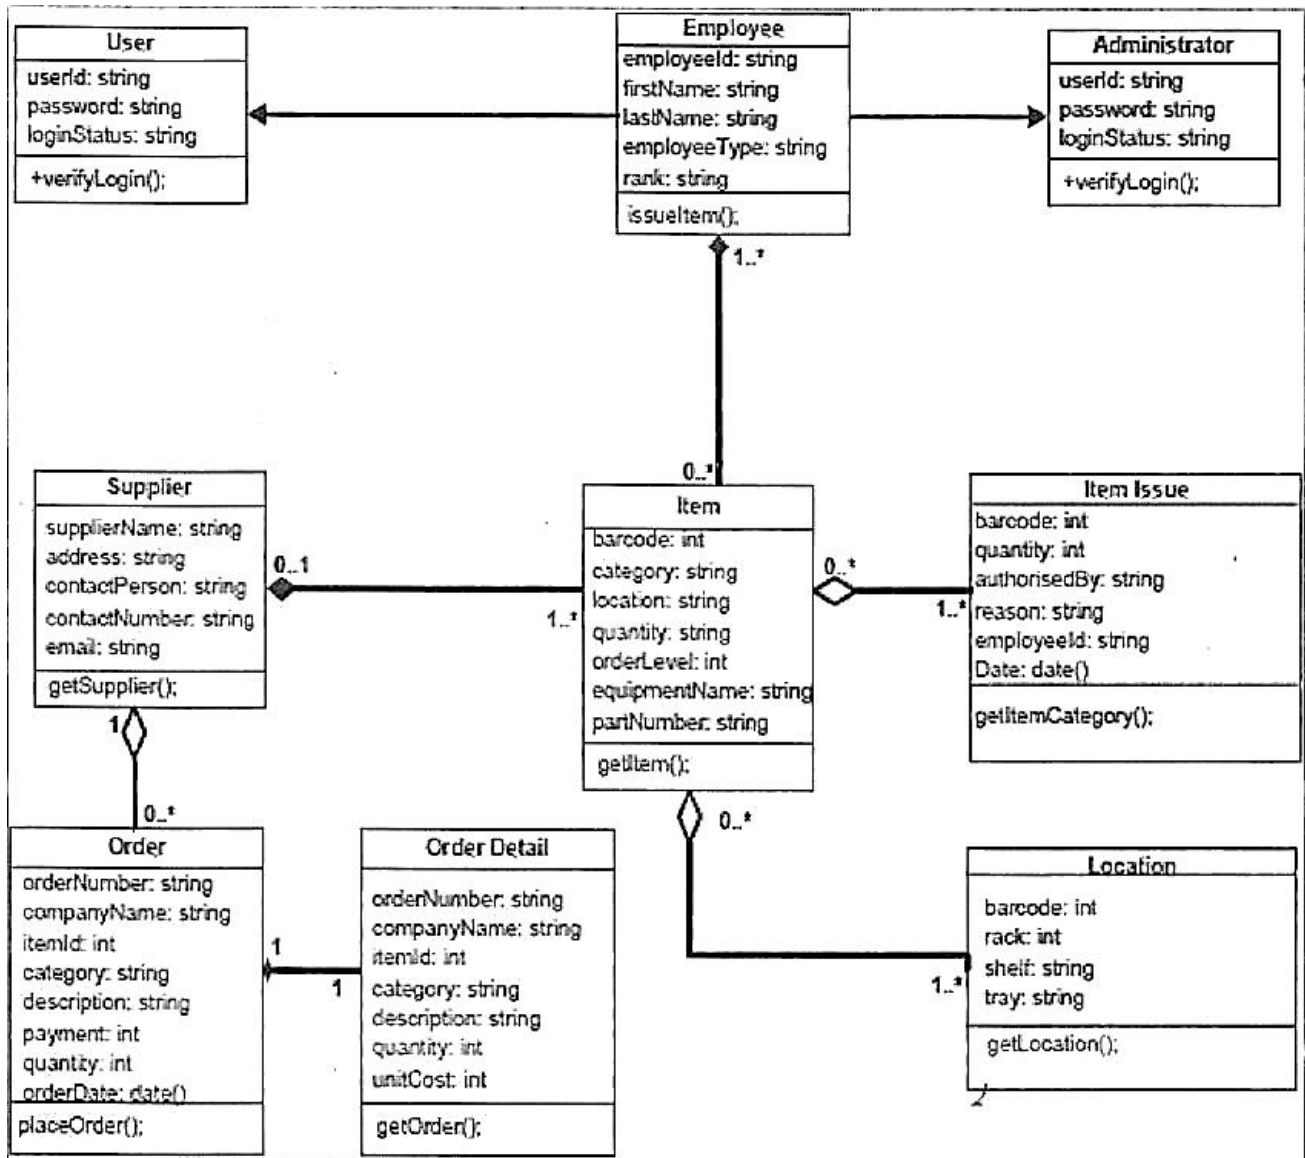 User
userId: string
password: string
loginStatus: string
+verifyLogin();
Employee
employeeId: string
firstName: string
lastName: string
employeeType: string
rank: string
issueItem();
Administrator
userId: string
password: string
loginStatus: string
+verifyLogin();
1..*
0..*
Supplier
supplierName: string
address: string
contactPerson: string
contactNumber: string
email: string
getSupplier();
0..1
1..*
Item
barcode: int
category: string
location: string
quantity: string
orderLevel: int
equipmentName: string
partNumber: string
getItem();
0..*
1..*
Item Issue
barcode: int
quantity: int
authorisedBy: string
reason: string
employeeId: string
Date: date()
getItemCategory();
1
0..*
Order
orderNumber: string
companyName: string
itemId: int
category: string
description: string
payment: int
quantity: int
orderDate: date()
placeOrder();
1
1
Order Detail
orderNumber: string
companyName: string
itemId: int
category: string
description: string
quantity: int
unitCost: int
getOrder();
0..*
1..*
Location
barcode: int
rack: int
shelf: string
tray: string
getLocation();